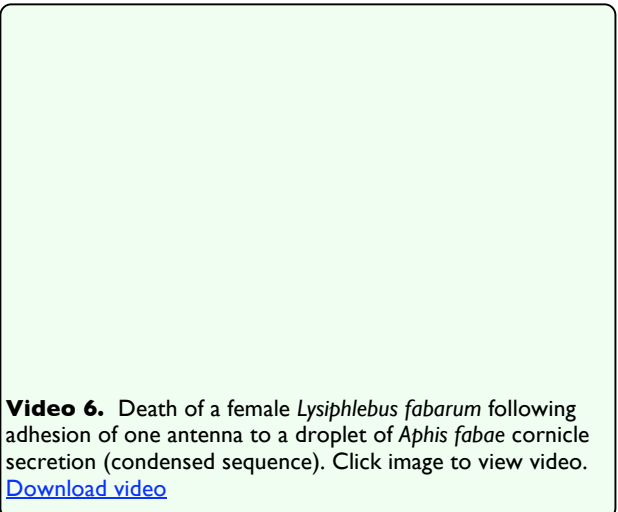 Video 6. Death of a female Lysiphlebus fabarum following
adhesion of one antenna to a droplet of Aphis fabae cornicle
secretion (condensed sequence). Click image to view video.
Download video